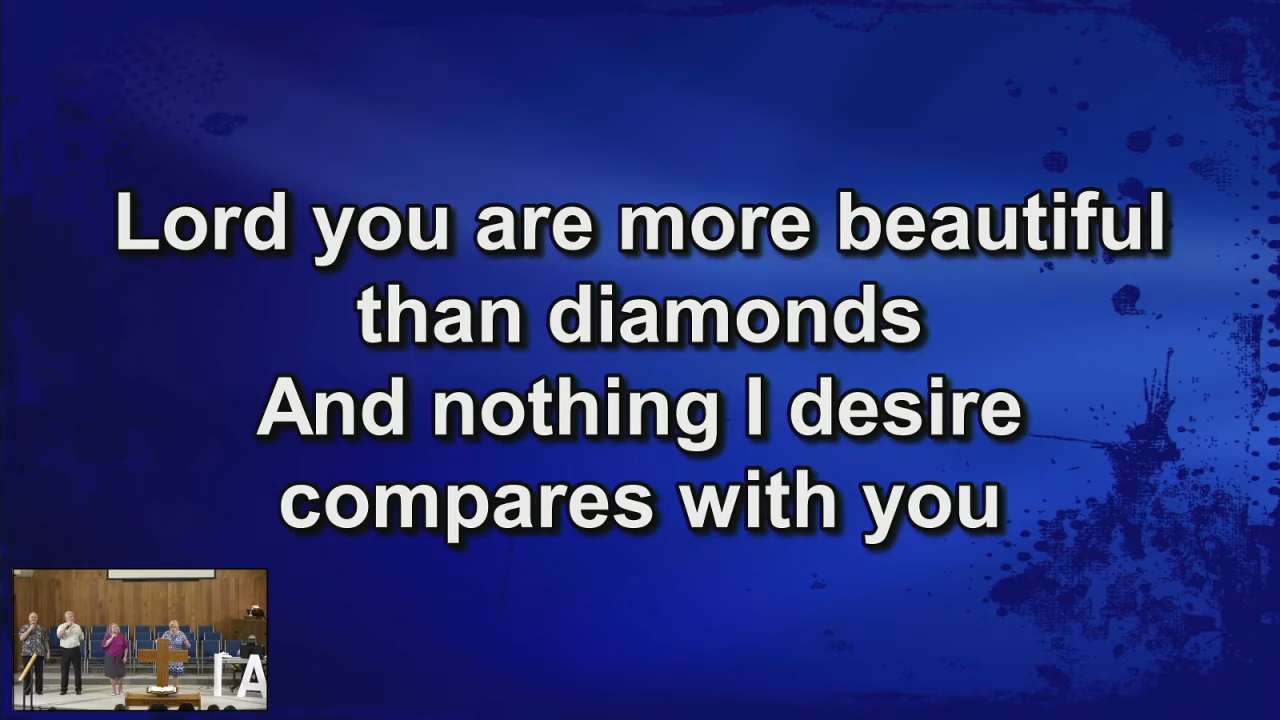 Lord you are more beautiful
than diamonds
And nothing I desire
compares with you
I A